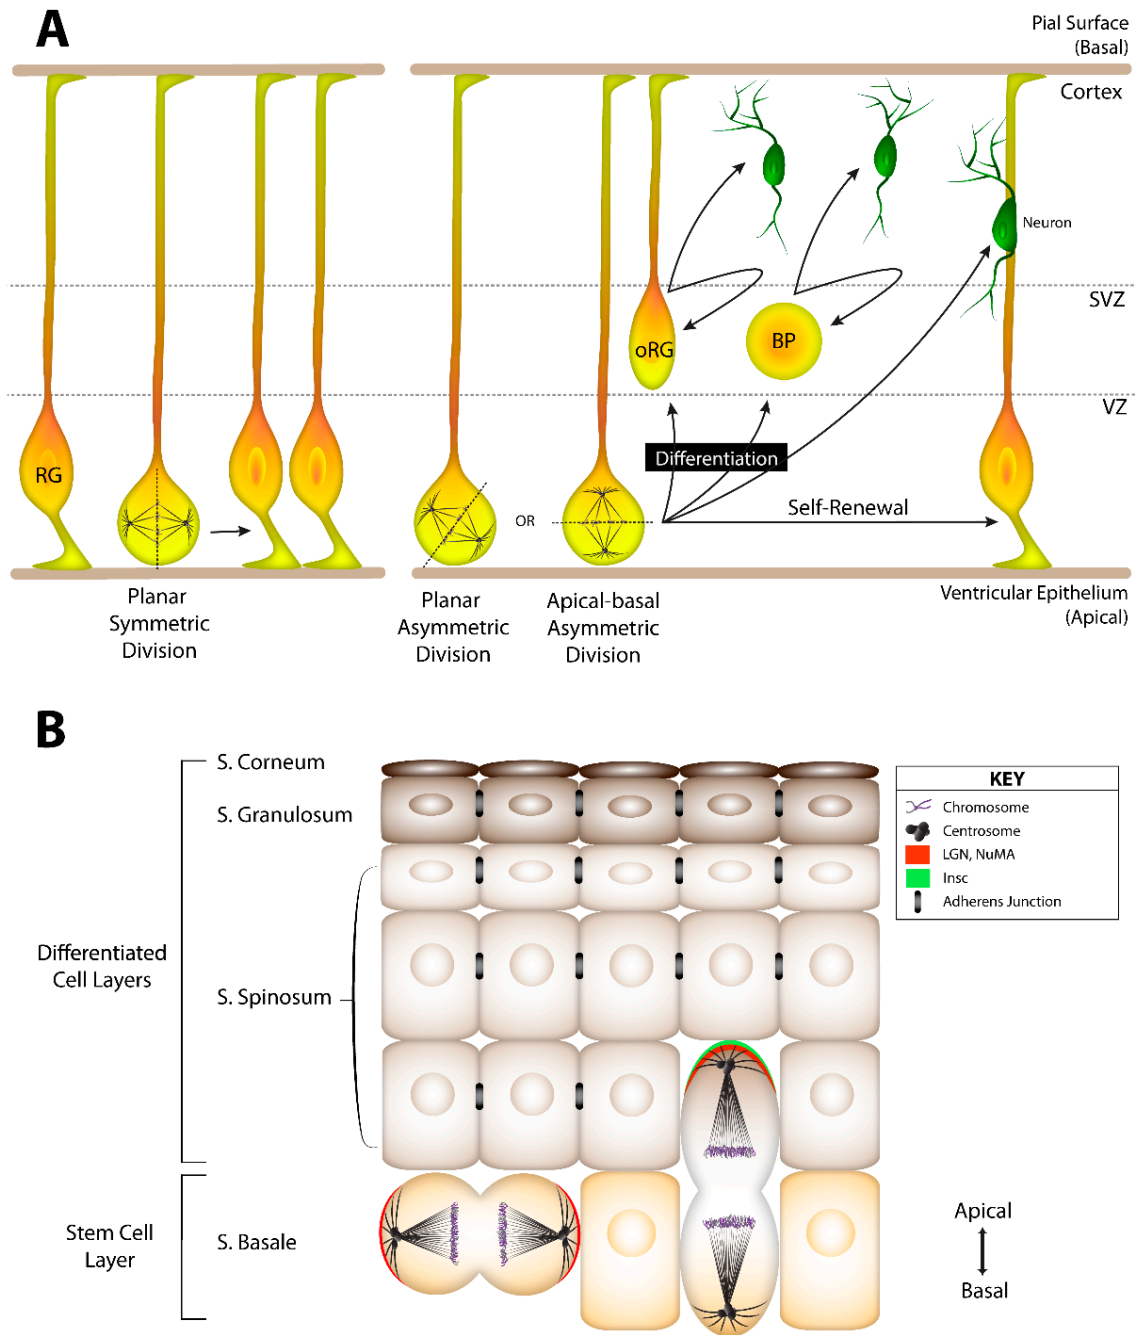 A
Pial Surface
(Basal)
Cortex
Neuron
SVZ
oRG
BP
VZ
RG
Differentiation
OR
Self-Renewal
Planar
Symmetric
Division
Planar
Asymmetric
Division
Apical-basal
Asymmetric
Division
Ventricular Epithelium
(Apical)
B
S. Corneum
S. Granulosum
Differentiated
Cell Layers
S. Spinosum
Stem Cell
Layer
S. Basale
KEY
Chromosome
Centrosome
LGN, NuMA
Insc
Adherens Junction
Apical
Basal